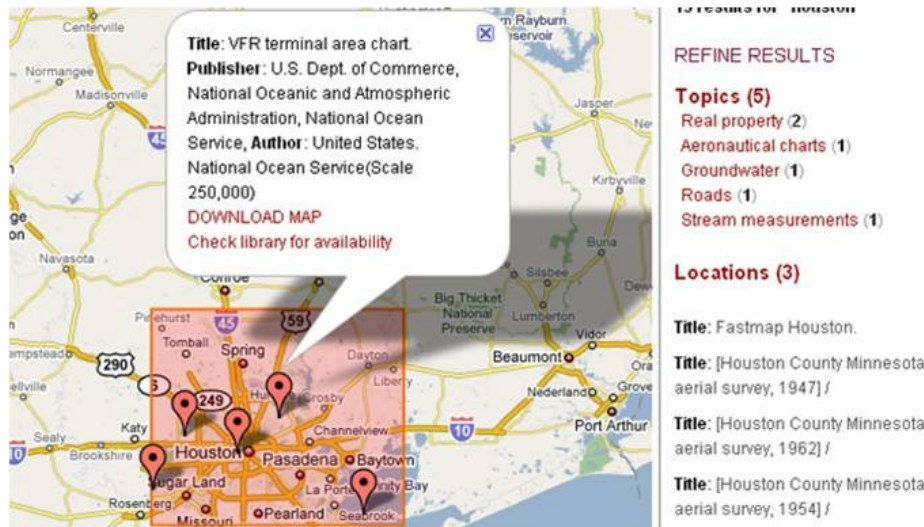 Title: VFR terminal area chart.
Publisher: U.S. Dept. of Commerce,
National Oceanic and Atmospheric
Administration, National Ocean
Service, Author: United States.
National Ocean Service(Scale
250,000)
DOWNLOAD MAP
Check library for availability
Centerville
Normangee
Madisonville
45
Rayburn
Jasper
Kirbyville
Navasota
Conroe
Buna
Silsbee
Big Thicket
National
Preserve
Lumberton
45
59
Tomball
Spring
Dayton
Vidor
Beaumont
290
Liberty
249
Crosby
Nederland
Port Arthur
Katy
Channelview
10
Sealy
Brookshire
Houston
Pasadena
Baytown
10
Sugar Land
Rosenberg
Pearland
Seabrook
REFINE RESULTS
Topics (5)
Real property (2)
Aeronautical charts (1)
Groundwater (1)
Roads (1)
Stream measurements (1)
Locations (3)
Title: Fastmap Houston.
Title: [Houston County Minnesota
aerial survey, 1947] /
Title: [Houston County Minnesota
aerial survey, 1962] /
Title: [Houston County Minnesota
aerial survey, 1954] /